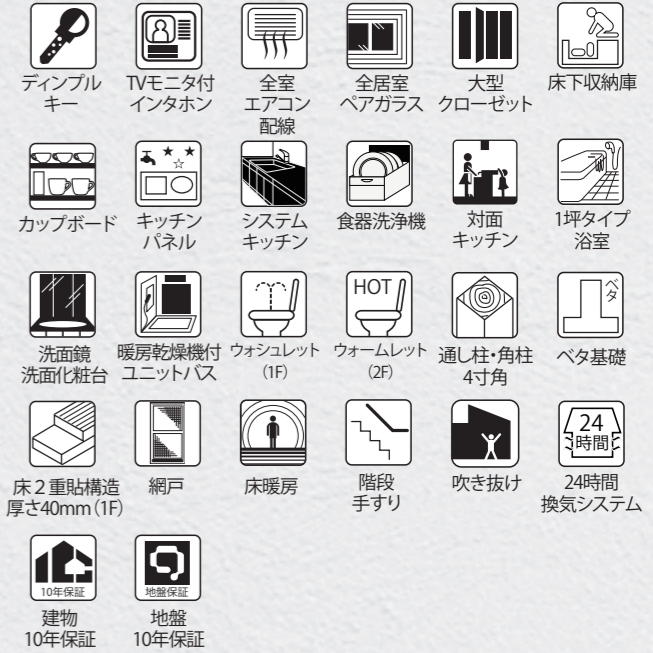 ディンプル
キー
TVモニタ付
インタホン
全室
エアコン
配線
全居室
ペアガラス
大型
クローゼット
床下収納庫
カップボード
キッチン
パネル
システム
キッチン
食器洗浄機
対面
キッチン
1坪タイプ
浴室
洗面鏡
洗面化粧台
暖房乾燥機付
ユニットバス
ウォシュレット
(1F)
HOT
ウォームレット
(2F)
通し柱・角柱
4寸角
ベタ
ベタ基礎
床2重貼構造
厚さ40mm(1F)
網戸
床暖房
階段
手すり
吹き抜け
24
時間
24時間
換気システム
10年保証
建物
10年保証
地盤保証
地盤
10年保証